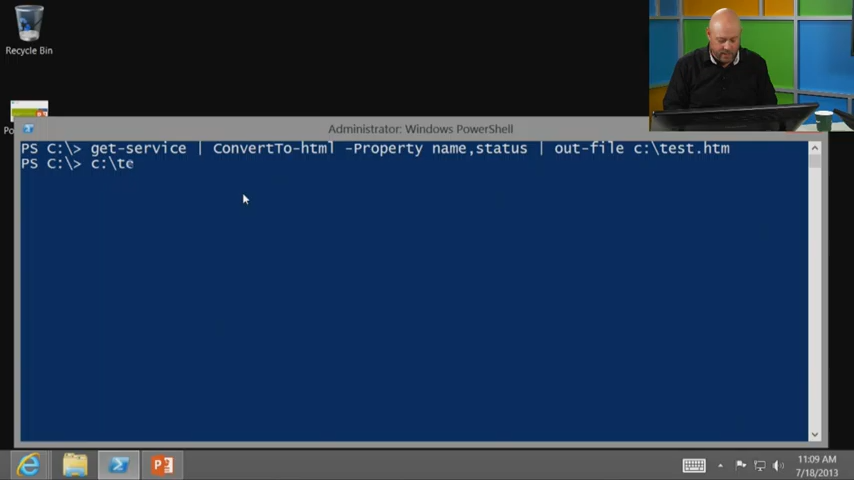 Recycle Bin
Administrator: Windows PowerShell
PS C:\> get-service | ConvertTo-html -Property name,status | out-file c:\test.htm
PS C:\> c:\te
11:09 AM
7/18/2013